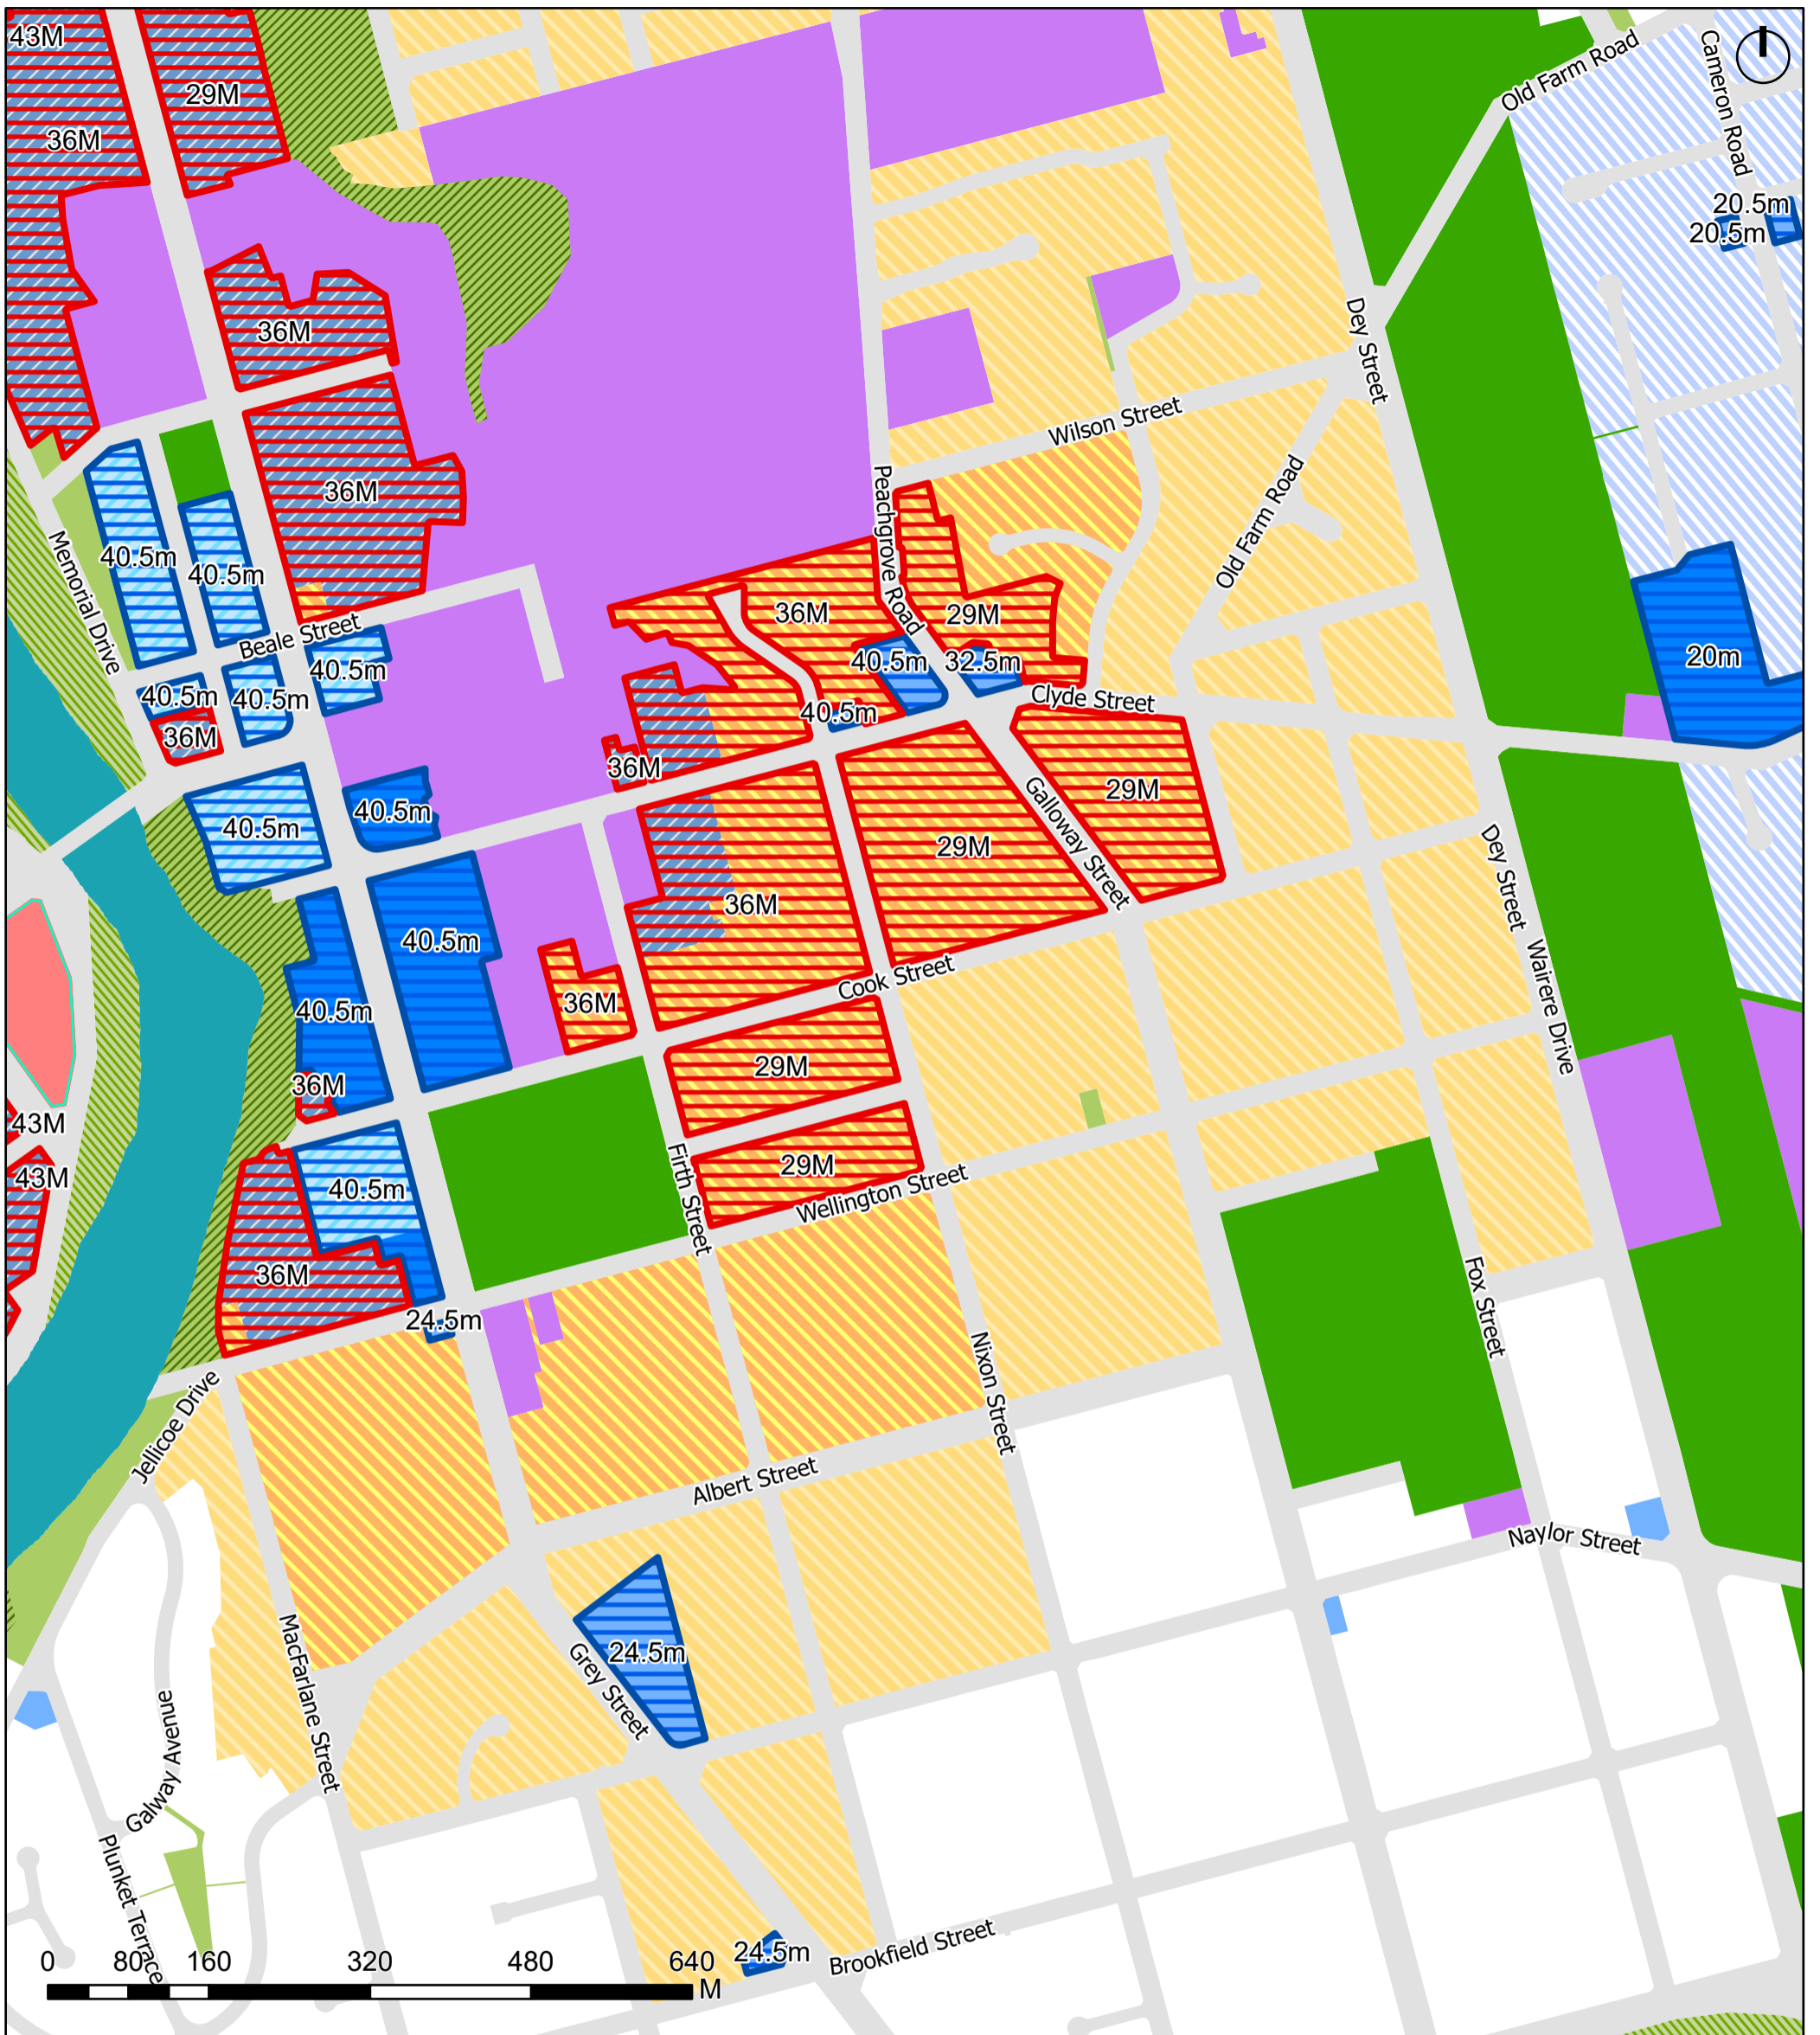 43M
29M
36M
Old Farm Road
Cameron Road
20.5m
20.5m
36M
Dey Street
Wilson Street
36M
Peachgrove Road
Old Farm Road
Memorial Drive
40.5m
40.5m
36M
29M
Beale Street
40.5m
40.5m
32.5m
20m
40.5m
40.5m
Clyde Street
40.5m
36M
36M
29M
40.5m
40.5m
Galloway Street
29M
Dey Street
36M
40.5m
Wairere Drive
Cook Street
36M
40.5m
29M
36M
43M
29M
43M
40.5m
Firth Street
Wellington Street
36M
24.5m
Fox Street
Nixon Street
Jellicoe Drive
Albert Street
Naylor Street
MacFarlane Street
24.5m
Grey Street
Galway Avenue
Plunket Terrace
24.5m
Brookfield Street
0 80 160 320 480 640
M